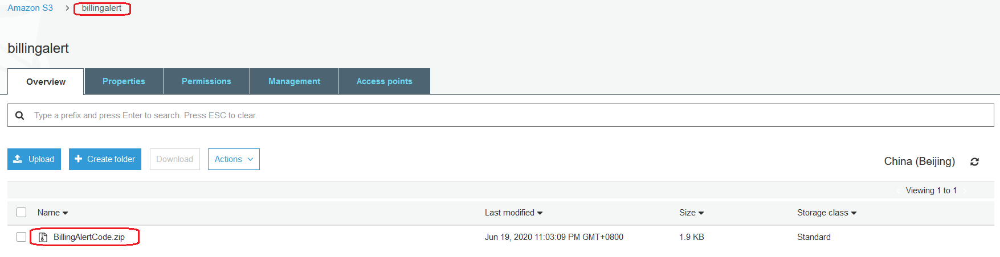 Amazon S3 > billingalert
billingalert
Overview Properties Permissions Management Access points
Type a prefix and press Enter to search. Press ESC to clear.
Upload Create folder Download Actions China (Beijing)
Viewing 1 to 1
Name Last modified Size Storage class
BillingAlertCode.zip Jun 19, 2020 11:03:09 PM GMT+0800 1.9 KB Standard